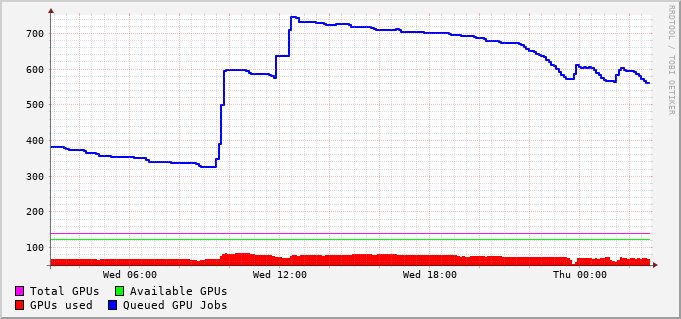 RRDTOOL / TOBI OETIKER
700
600
500
400
300
200
100
Wed 06:00 Wed 12:00 Wed 18:00 Thu 00:00
Total GPUs Available GPUs
GPUs used Queued GPU Jobs